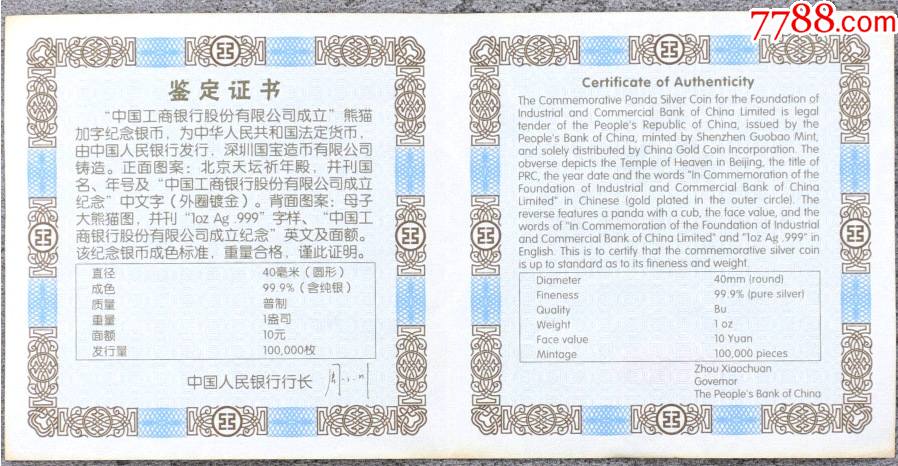 7788.com
鉴定证书
“中国工商银行股份有限公司成立”熊猫
加字纪念银币，为中华人民共和国法定货币，
由中国人民银行发行，深圳国宝造币有限公司
铸造。正面图案：北京天坛祈年殿，并刊国
名、年号及“中国工商银行股份有限公司成立
纪念”中文字（外圈镀金）。背面图案：母子
大熊猫图，并刊“1oz Ag .999”字样、“中国工
商银行股份有限公司成立纪念”英文及面额。
该纪念银币成色标准，重量合格，谨此证明。
直径 40毫米（圆形）
成色 99.9%（含纯银）
质量 普制
重量 1盎司
面额 10元
发行量 100,000枚
中国人民银行行长
Certificate of Authenticity
The Commemorative Panda Silver Coin for the Foundation of
Industrial and Commercial Bank of China Limited is legal
tender of the People's Republic of China, issued by the
People's Bank of China, minted by Shenzhen Guobao Mint,
and solely distributed by China Gold Coin Incorporation. The
obverse depicts the Temple of Heaven in Beijing, the title of
PRC, the year date and the words "In Commemoration of the
Foundation of Industrial and Commercial Bank of China
Limited" in Chinese (gold plated in the outer circle). The
reverse features a panda with a cub, the face value, and the
words of "In Commemoration of the Foundation of Industrial
and Commercial Bank of China Limited" and "1oz Ag .999" in
English. This is to certify that the commemorative silver coin
is up to standard as to its fineness and weight.
Diameter 40mm (round)
Fineness 99.9% (pure silver)
Quality Bu
Weight 1 oz
Face value 10 Yuan
Mintage 100,000 pieces
Zhou Xiaochuan
Governor
The People's Bank of China